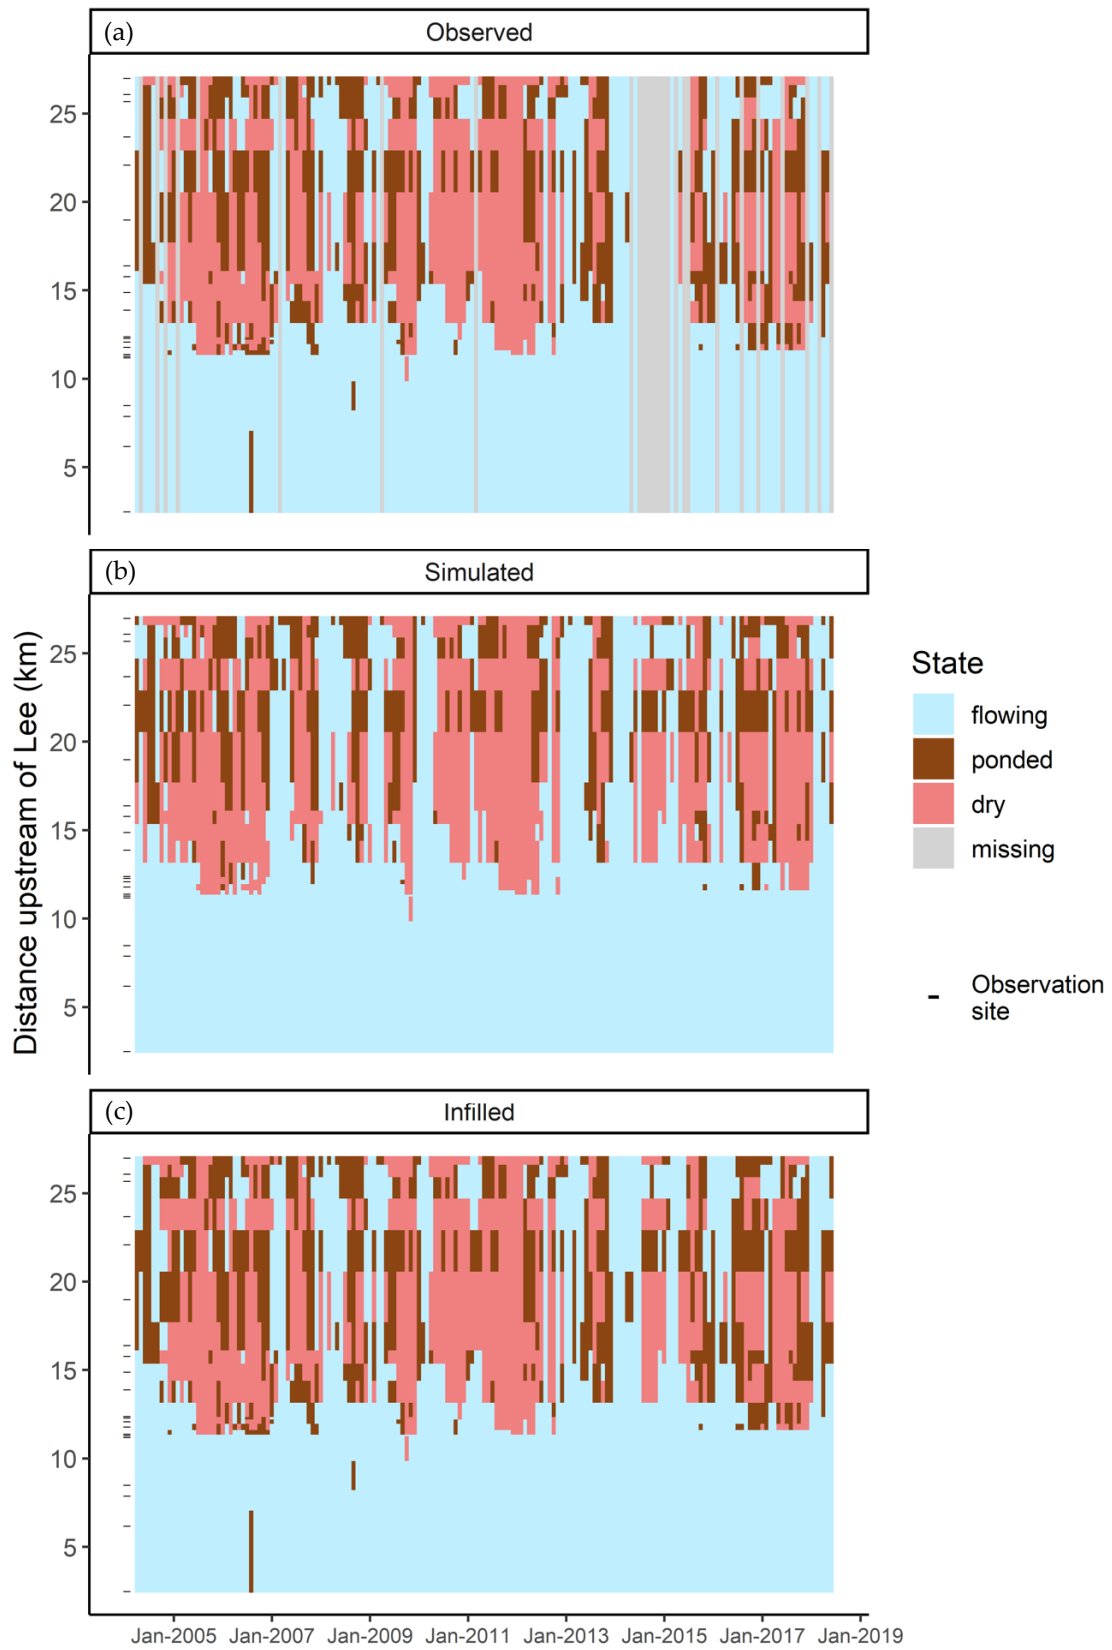 (a) Observed
25
20
15
10
5
(b) Simulated
Distance upstream of Lee (km)
25
20
15
10
5
State
flowing
ponded
dry
missing
Observation
site
(c) Infilled
25
20
15
10
5
Jan-2005 Jan-2007 Jan-2009 Jan-2011 Jan-2013 Jan-2015 Jan-2017 Jan-2019